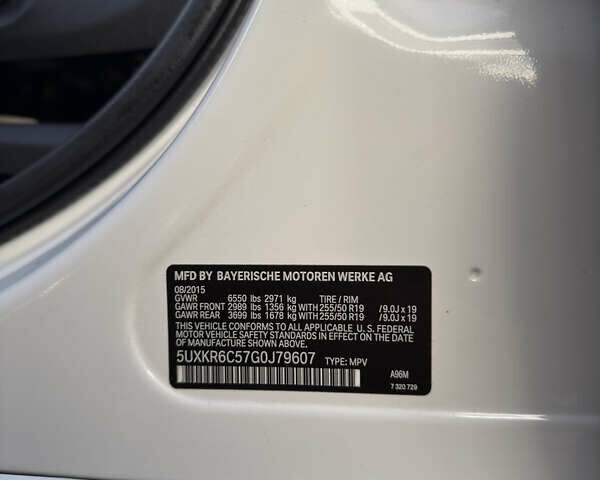 MFD BY BAYERISCHE MOTOREN WERKE AG
08/2015
GVWR 6550 lbs 2971 kg TIRE / RIM
GAWR FRONT 2989 lbs 1356 kg WITH 255/50 R19 /9.0J x 19
GAWR REAR 3699 lbs 1678 kg WITH 255/50 R19 /9.0J x 19
THIS VEHICLE CONFORMS TO ALL APPLICABLE U. S. FEDERAL
MOTOR VEHICLE SAFETY STANDARDS IN EFFECT ON THE DATE
OF MANUFACTURE SHOWN ABOVE.
5UXKR6C57G0J79607 TYPE: MPV
A96M
7 320 729